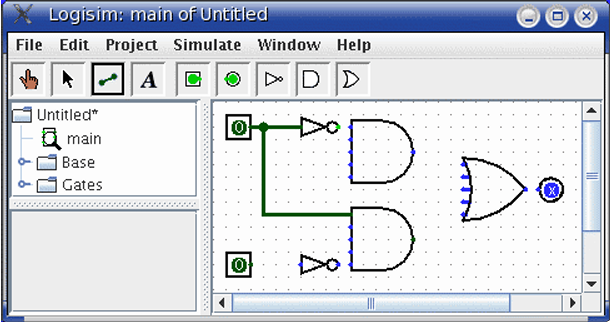 Logisim: main of Untitled
File Edit Project Simulate Window Help
A
Untitled*
main
Base
Gates
0
0
x